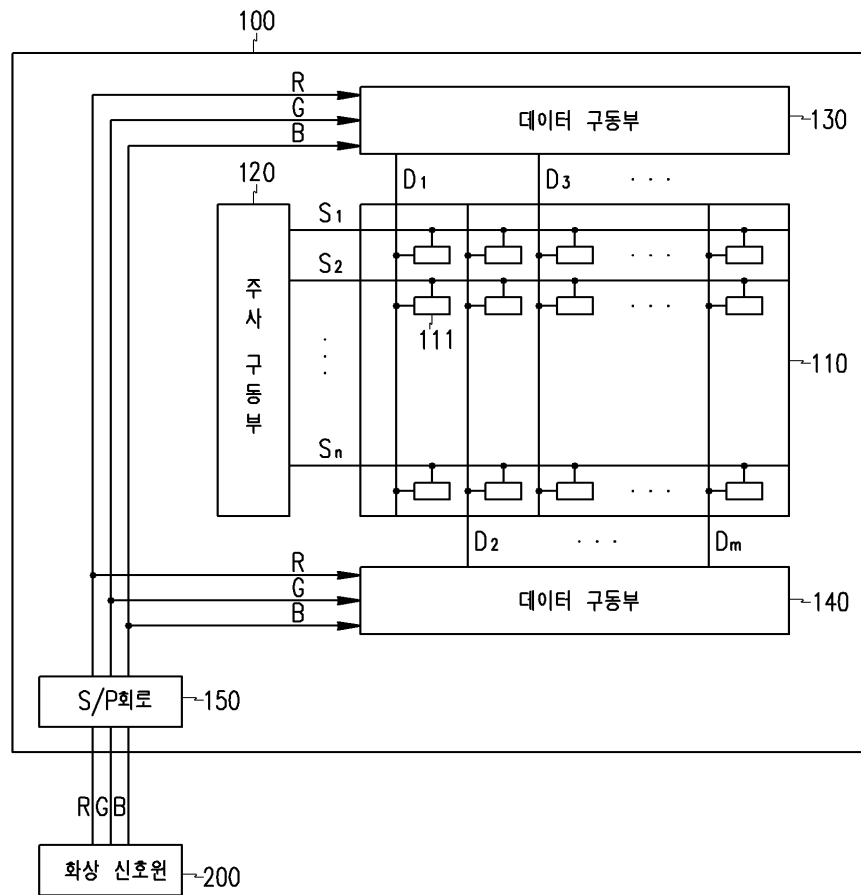 100
R
G
B
데이터 구동부
130
120
D1
D3
· · ·
S1
S2
주사 구동부
111
· · ·
110
Sn
D2
· · ·
Dm
R
G
B
데이터 구동부
140
S/P회로
150
R G B
화상 신호원
200